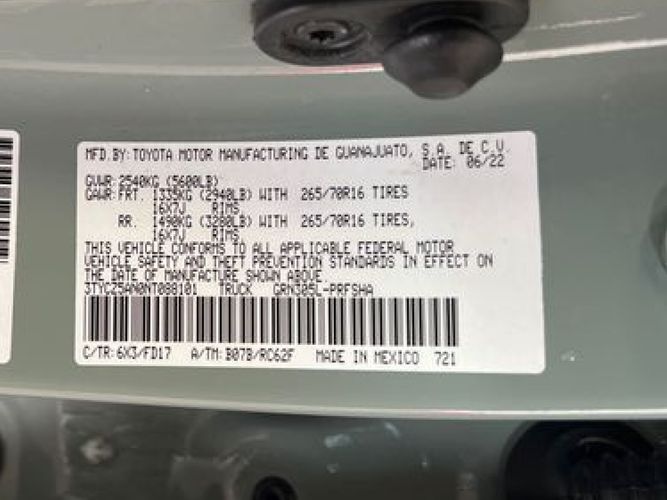 MFD.BY: TOYOTA MOTOR MANUFACTURING DE GUANAJUATO, S.A. DE C.V.
DATE: 06/22
GVWR: 2540KG (5600LB)
GAWR: FRT. 1335KG (2940LB) WITH 265/70R16 TIRES
16X7J RIMS,
RR. 1490KG (3280LB) WITH 265/70R16 TIRES,
16X7J RIMS.
THIS VEHICLE CONFORMS TO ALL APPLICABLE FEDERAL MOTOR
VEHICLE SAFETY AND THEFT PREVENTION STANDARDS IN EFFECT ON
THE DATE OF MANUFACTURE SHOWN ABOVE
3TYCZ5AN0NT088101 TRUCK GRN305L-PRFSHA
C/TR: 6X3/FD17 A/TM: B07B/RC62F MADE IN MEXICO 721